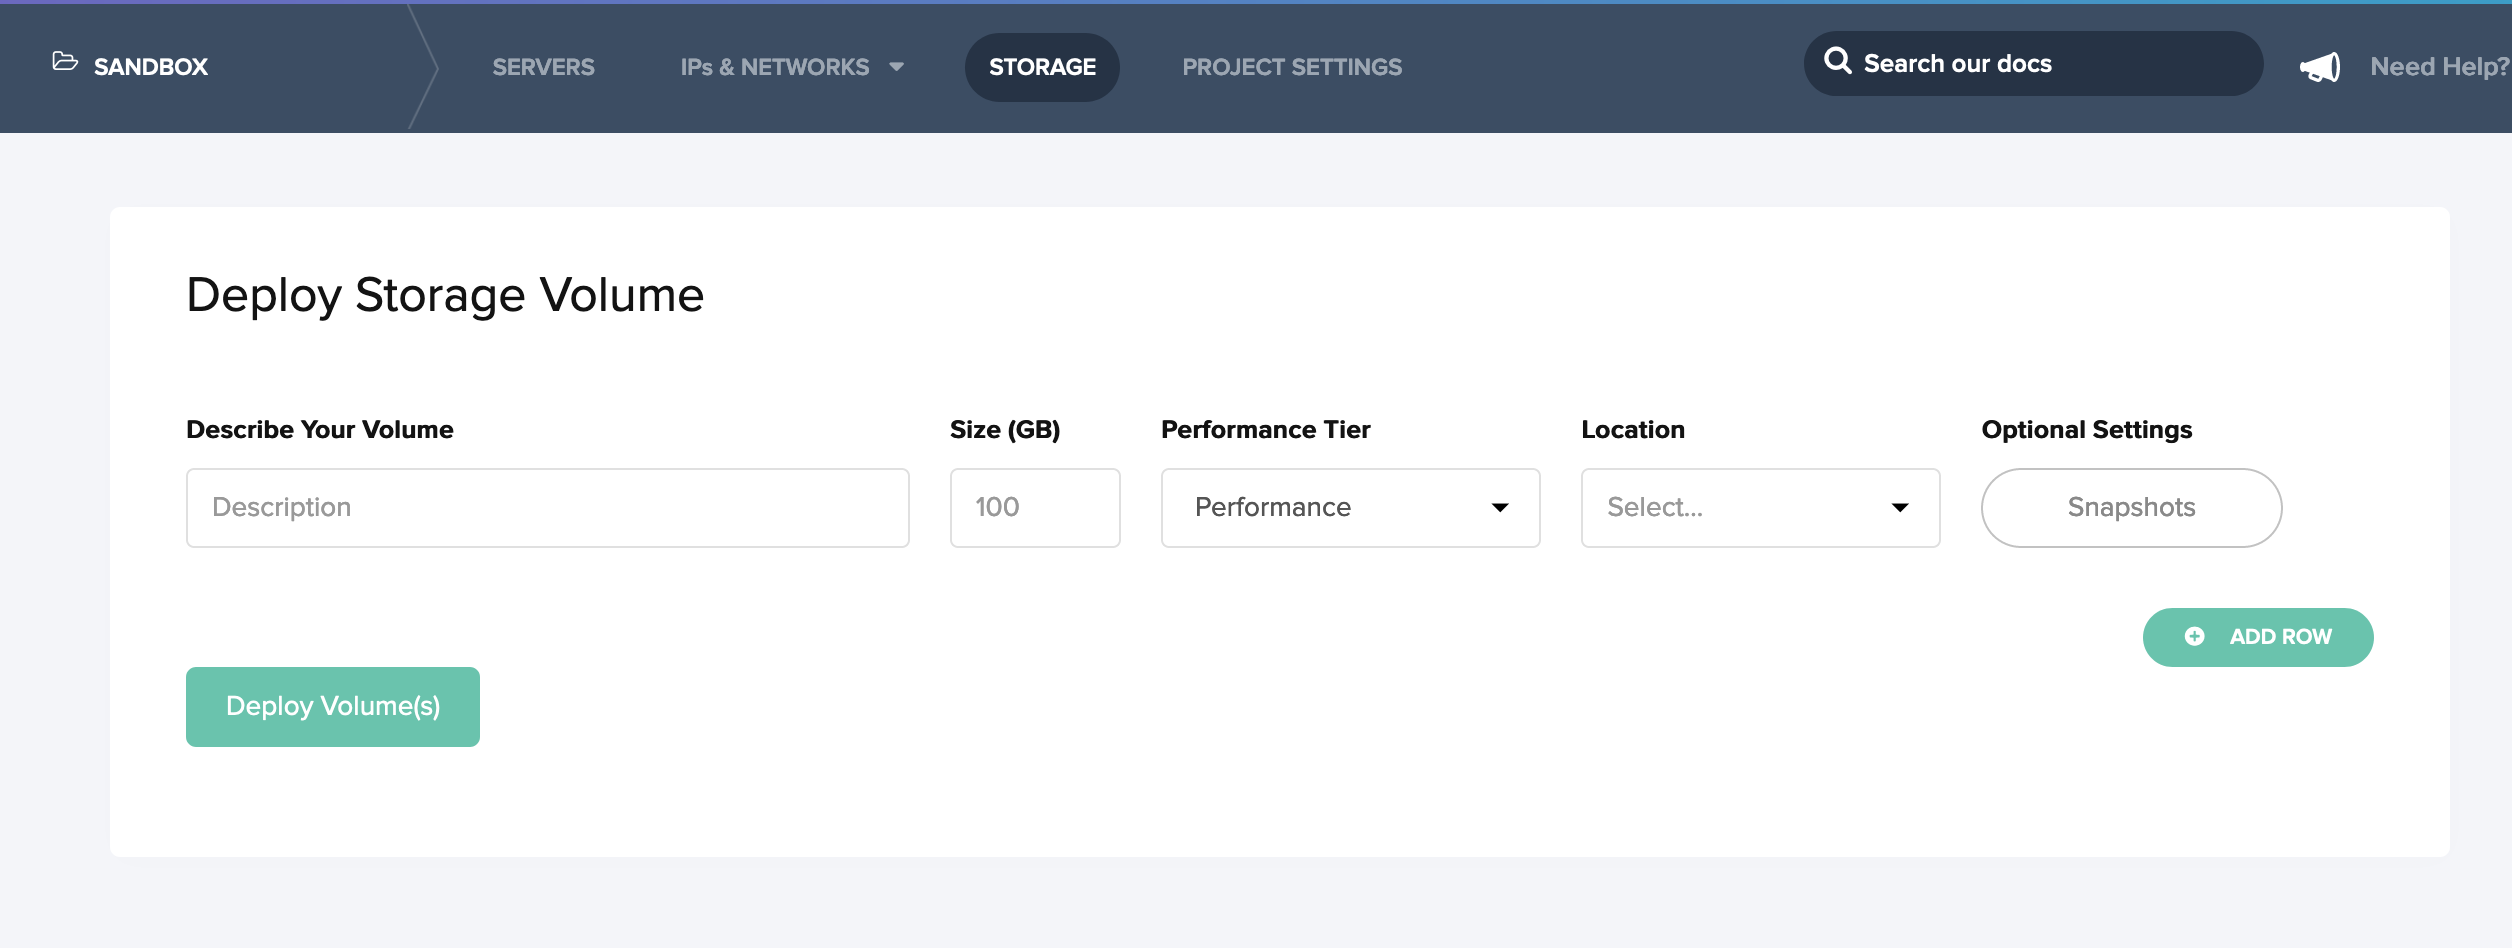 SANDBOX
SERVERS
IPs & NETWORKS
STORAGE
PROJECT SETTINGS
Search our docs
Need Help?
Deploy Storage Volume
Describe Your Volume
Size (GB)
Performance Tier
Location
Optional Settings
Description
100
Performance
Select...
Snapshots
ADD ROW
Deploy Volume(s)